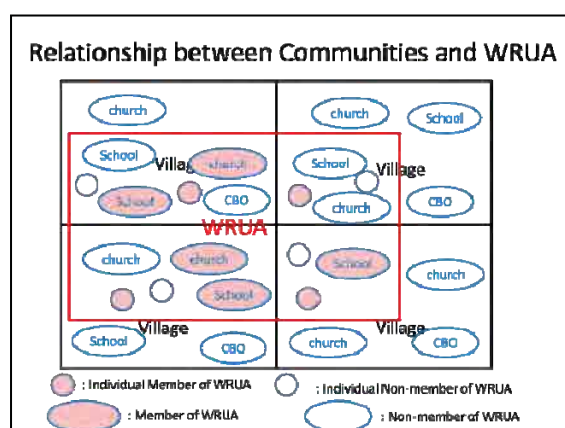 Relationship between Communities and WRUA
church
church
School
School
Village
church
School
Village
School
CBO
church
CBO
WRUA
church
church
School
church
School
Village
Village
School
CBO
church
CBO
: Individual Member of WRUA
: Individual Non-member of WRUA
: Member of WRUA
: Non-member of WRUA